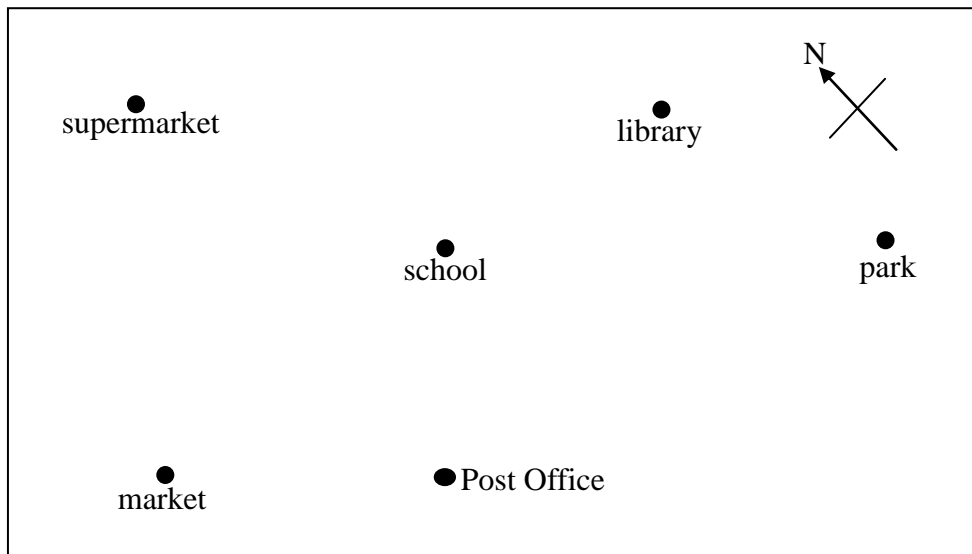 N
supermarket
library
school
park
market
Post Office